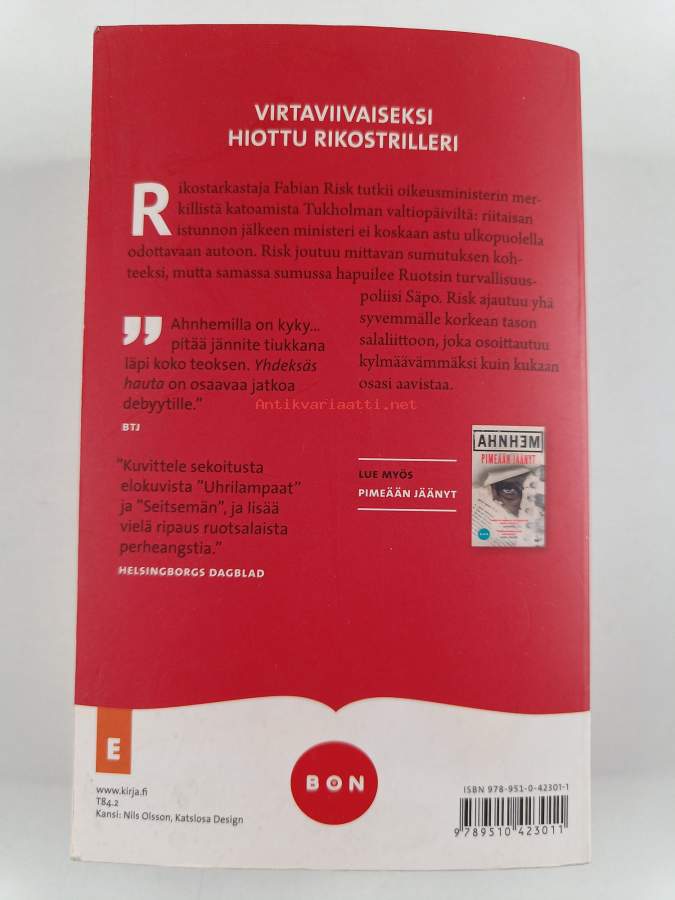 VIRTAVIIVAISEKSI
HIOTTU RIKOSTRILLERI
Rikostarkastaja Fabian Risk tutkii oikeusministerin mer-
killistä katoamista Tukholman valtiopäiviltä: riitaisan
istunnon jälkeen ministeri ei koskaan astu ulkopuolella
odottavaan autoon. Risk joutuu mittavan sumutuksen koh-
teeksi, mutta samassa sumussa hapuilee Ruotsin turvallisuus-
poliisi Säpo. Risk ajautuu yhä
syvemmälle korkean tason
salaliittoon, joka osoittautuu
kylmäävämmäksi kuin kukaan
osasi aavistaa.
” Ahnhemilla on kyky...
pitää jännite tiukkana
läpi koko teoksen. Yhdeksäs
hauta on osaavaa jatkoa
debyytille.”
BTJ
”Kuvittele sekoitusta
elokuvista ”Uhrilampaat”
ja ”Seitsemän”, ja lisää
vielä ripaus ruotsalaista
perheangstia.”
HELSINGBORGS DAGBLAD
Antikvariaatti.net
LUE MYÖS
PIMEÄÄN JÄÄNYT
AHNHEM
PIMEÄÄN JÄÄNYT
E
www.kirja.fi
T84.2
Kansi: Nils Olsson, Katslosa Design
BON
ISBN 978-951-0-42301-1
9 789510 423011